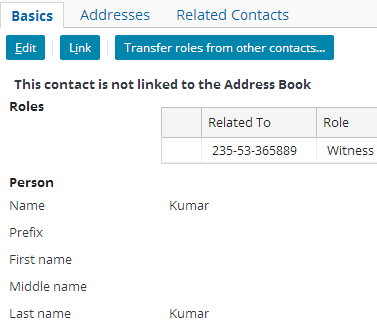 Basics Addresses Related Contacts
Edit Link Transfer roles from other contacts...
This contact is not linked to the Address Book
Roles
Related To Role
235-53-365889 Witness
Person
Name Kumar
Prefix
First name
Middle name
Last name Kumar